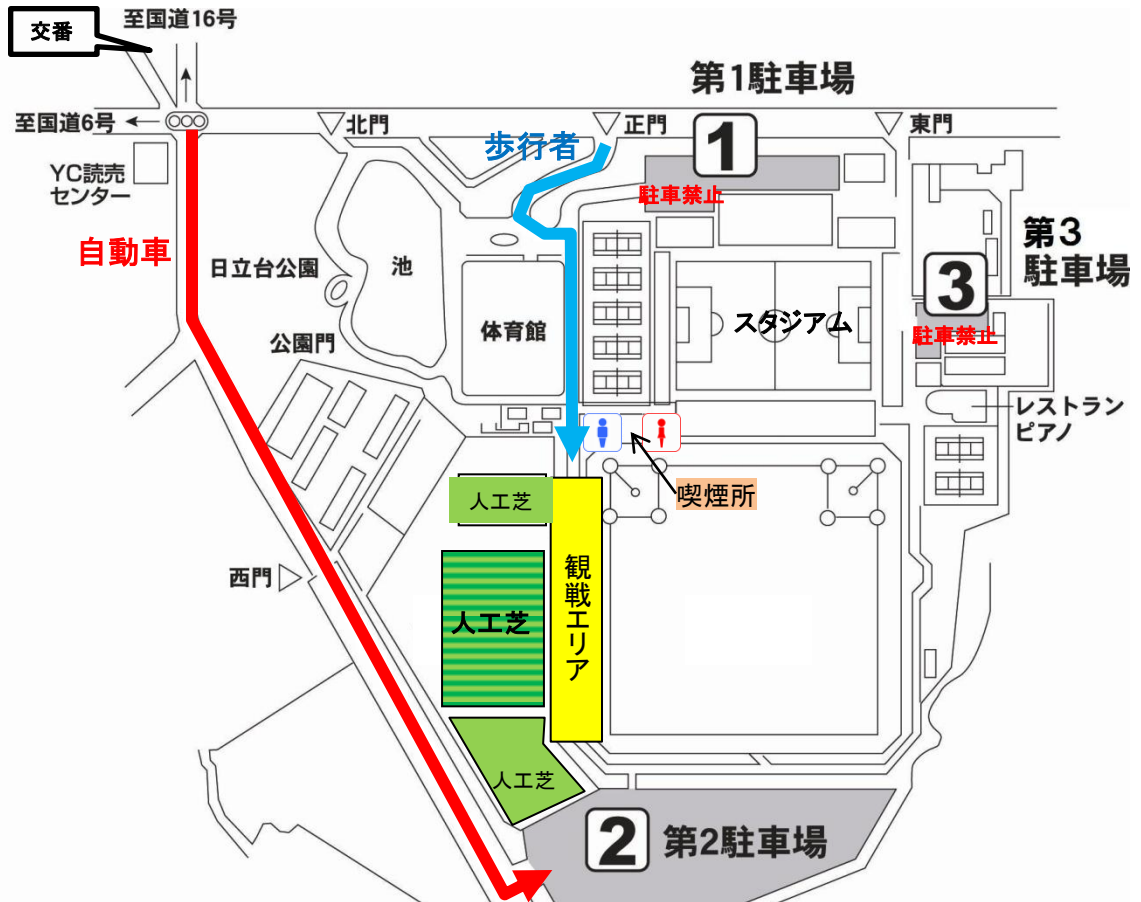 交番
至国道16号
第1駐車場
至国道6号
北門
正門
東門
歩行者
1
YC読売
センター
駐車禁止
自動車
日立台公園
池
第3
駐車場
3
公園門
体育館
スタジアム
駐車禁止
レストラン
ピアノ
人工芝
喫煙所
観戦エリア
西門
人工芝
人工芝
2
第2駐車場